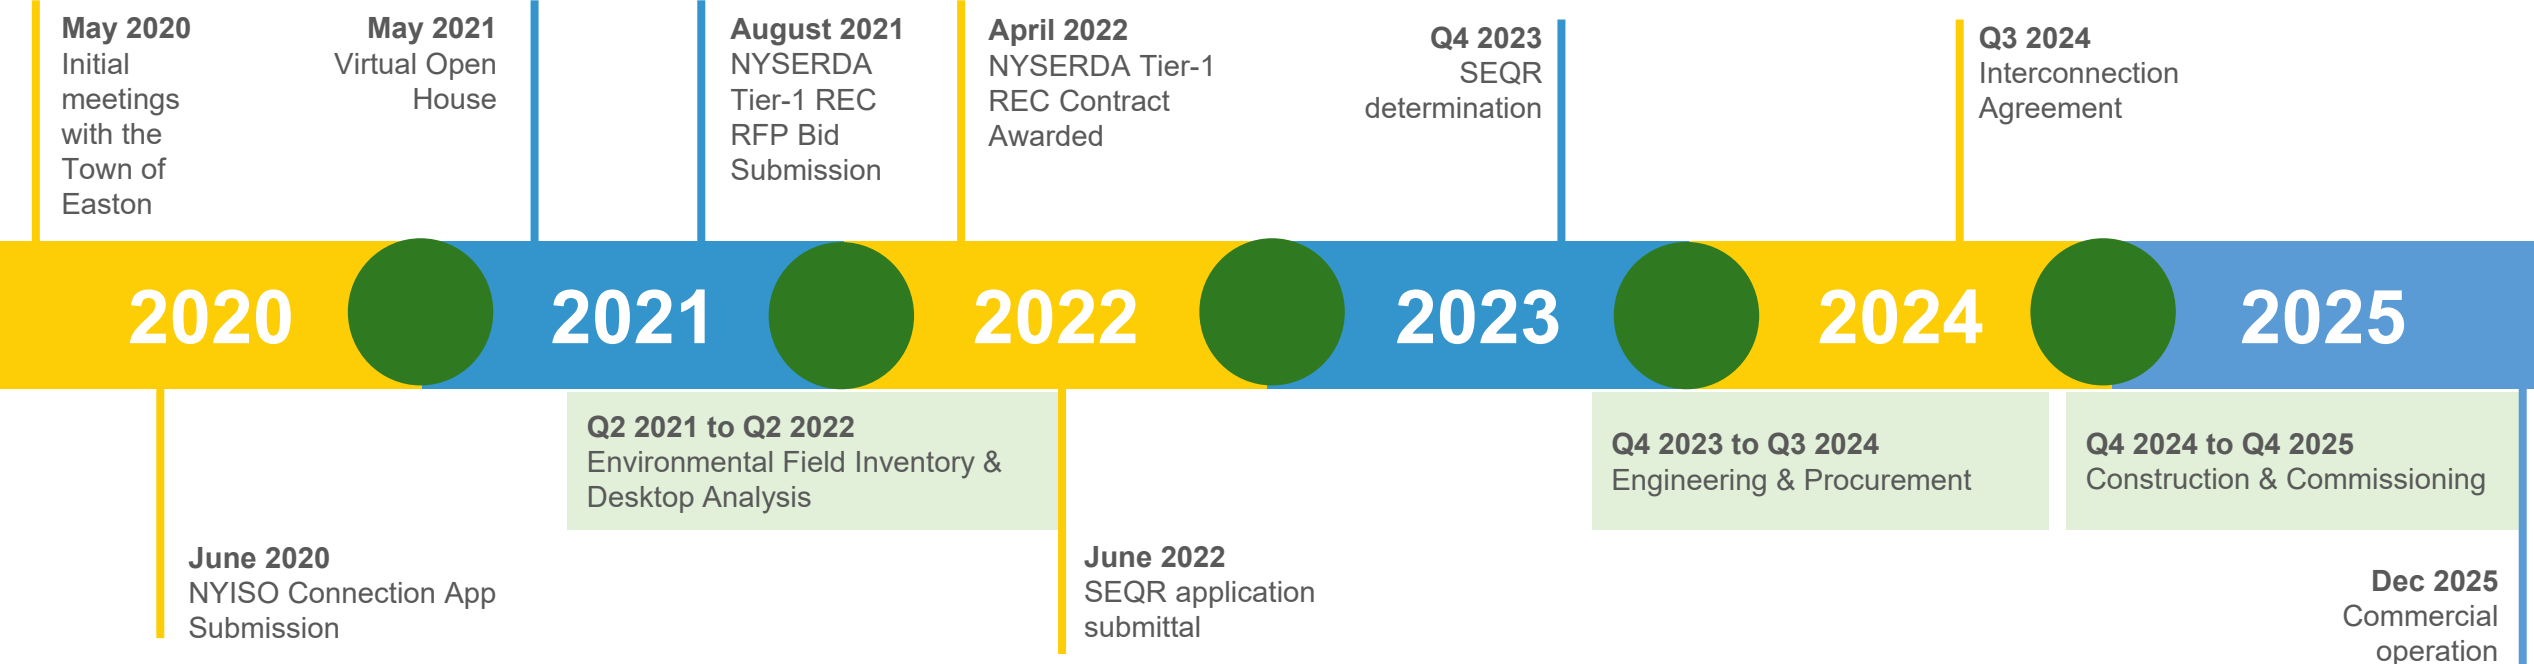 May 2020
Initial
meetings
with the
Town of
Easton
May 2021
Virtual Open
House
August 2021
NYSERDA
Tier-1 REC
RFP Bid
Submission
April 2022
NYSERDA Tier-1
REC Contract
Awarded
Q4 2023
SEQR
determination
Q3 2024
Interconnection
Agreement
2020
2021
2022
2023
2024
2025
Q2 2021 to Q2 2022
Environmental Field Inventory &
Desktop Analysis
Q4 2023 to Q3 2024
Engineering & Procurement
Q4 2024 to Q4 2025
Construction & Commissioning
June 2020
NYISO Connection App
Submission
June 2022
SEQR application
submittal
Dec 2025
Commercial
operation